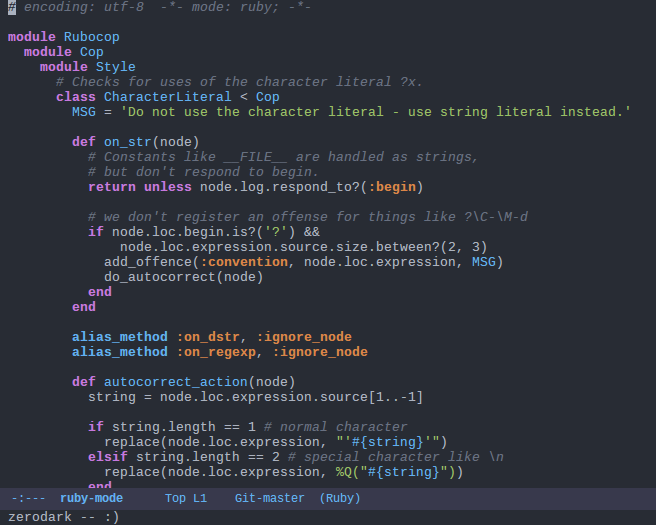 # encoding: utf-8  -*- mode: ruby; -*-
module Rubocop
  module Cop
    module Style
      # Checks for uses of the character literal ?x.
      class CharacterLiteral < Cop
        MSG = 'Do not use the character literal - use string literal instead.'
        def on_str(node)
          # Constants like __FILE__ are handled as strings,
          # but don't respond to begin.
          return unless node.log.respond_to?(:begin)
          # we don't register an offense for things like ?\C-\M-d
          if node.loc.begin.is?('?') &&
              node.loc.expression.source.size.between?(2, 3)
            add_offence(:convention, node.loc.expression, MSG)
            do_autocorrect(node)
          end
        end
        alias_method :on_dstr, :ignore_node
        alias_method :on_regexp, :ignore_node
        def autocorrect_action(node)
          string = node.loc.expression.source[1..-1]
          if string.length == 1 # normal character
            replace(node.loc.expression, "'#{string}'")
          elsif string.length == 2 # special character like \n
            replace(node.loc.expression, %Q("#{string}"))
          end
-:---  ruby-mode      Top L1    Git-master  (Ruby)
zerodark -- :)